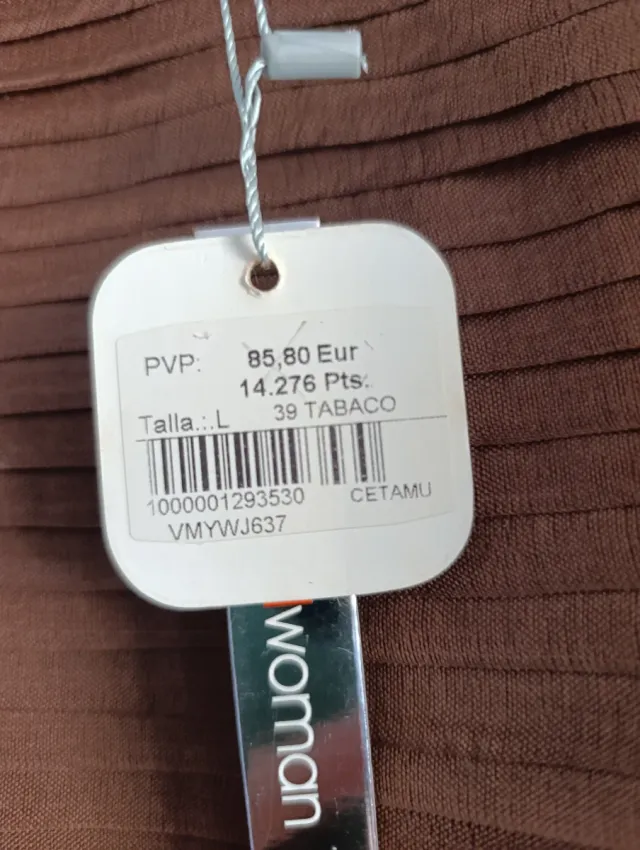 PVP: 85,80 Eur
14.276 Pts.
Talla.:.L 39 TABACO
1000001293530 CETAMU
VMYWJ637
woman